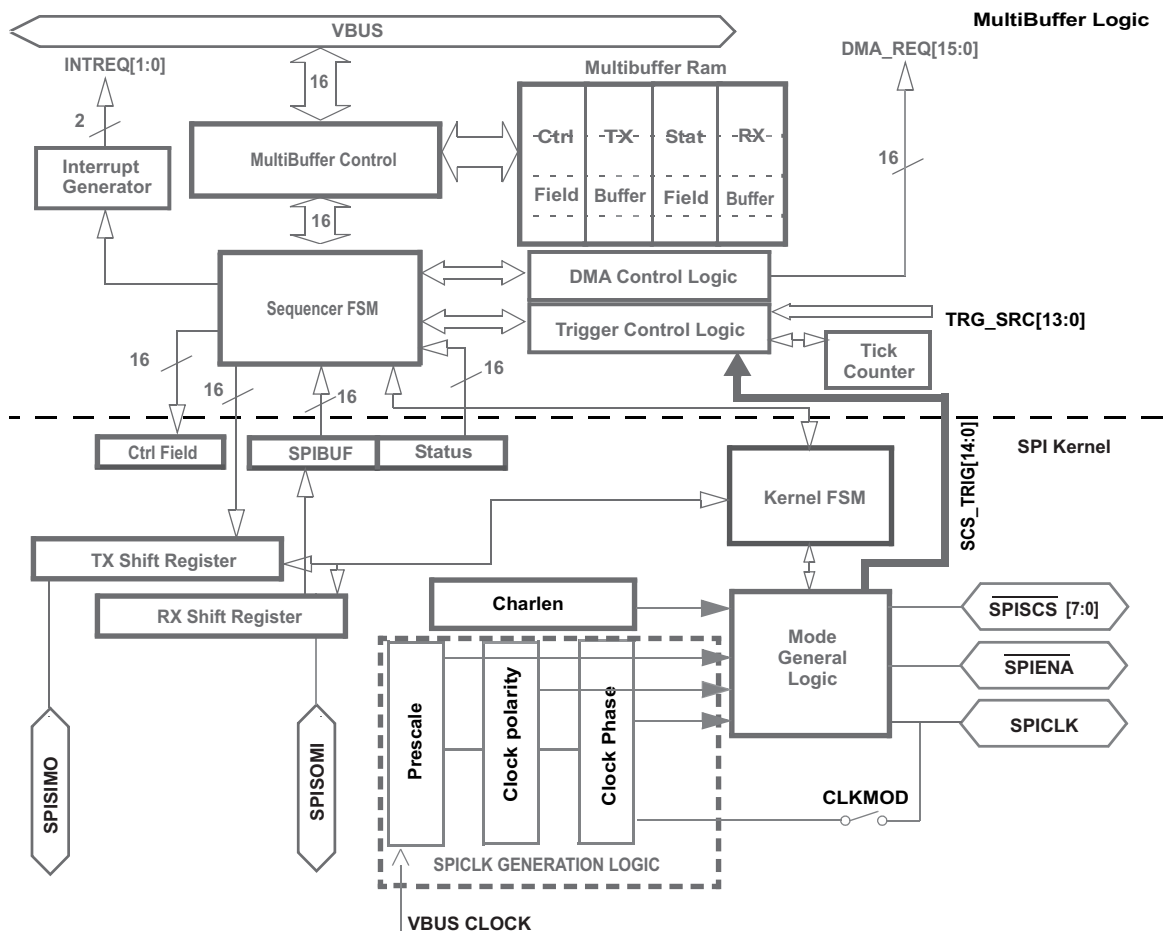 VBUS
MultiBuffer Logic
INTREQ[1:0]
DMA_REQ[15:0]
Multibuffer Ram
16
2
Ctrl TX Stat RX
Interrupt
Generator
MultiBuffer Control
16
Field Buffer Field Buffer
16
Sequencer FSM
DMA Control Logic
Trigger Control Logic
TRG_SRC[13:0]
Tick
Counter
16
16
16
16
Ctrl Field
SPIBUF
Status
SPI Kernel
Kernel FSM
SCS_TRIG[14:0]
TX Shift Register
RX Shift Register
Charlen
Mode
General
Logic
SPISCS [7:0]
SPIENA
SPICLK
Prescale
Clock polarity
Clock Phase
SPISIMO
SPISOMI
CLKMOD
SPICLK GENERATION LOGIC
VBUS CLOCK